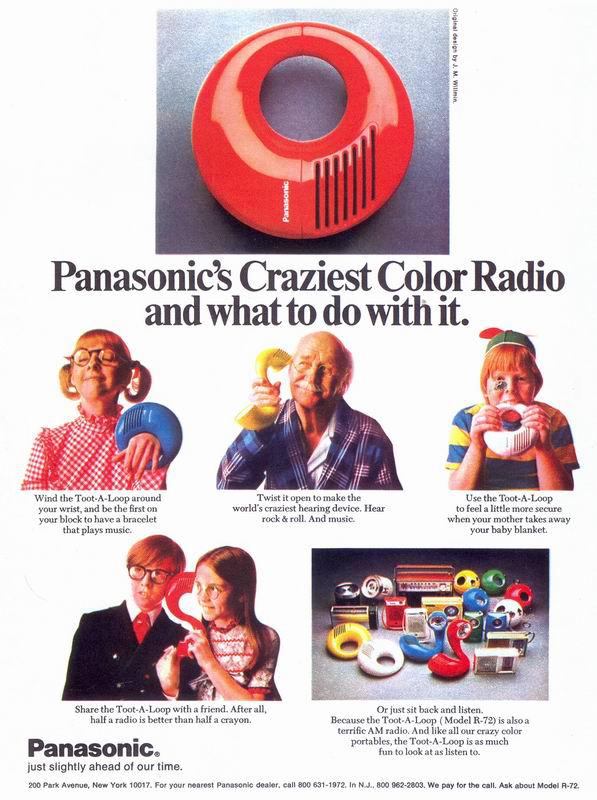 Original design by J. M. Willmin.
Panasonic
Panasonic's Craziest Color Radio
and what to do with it.
Wind the Toot-A-Loop around
your wrist, and be the first on
your block to have a bracelet
that plays music.
Twist it open to make the
world's craziest hearing device. Hear
rock & roll. And music.
Use the Toot-A-Loop
to feel a little more secure
when your mother takes away
your baby blanket.
Share the Toot-A-Loop with a friend. After all,
half a radio is better than half a crayon.
Or just sit back and listen.
Because the Toot-A-Loop (Model R-72) is also a
terrific AM radio. And like all our crazy color
portables, the Toot-A-Loop is as much
fun to look at as listen to.
Panasonic®
just slightly ahead of our time.
200 Park Avenue, New York 10017. For your nearest Panasonic dealer, call 800 631-1972. In N.J., 800 962-2803. We pay for the call. Ask about Model R-72.